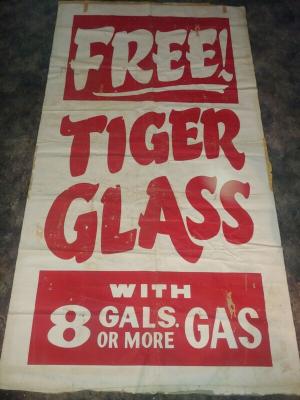 FREE!
TIGER
GLASS
WITH
8 GALS. OR MORE GAS